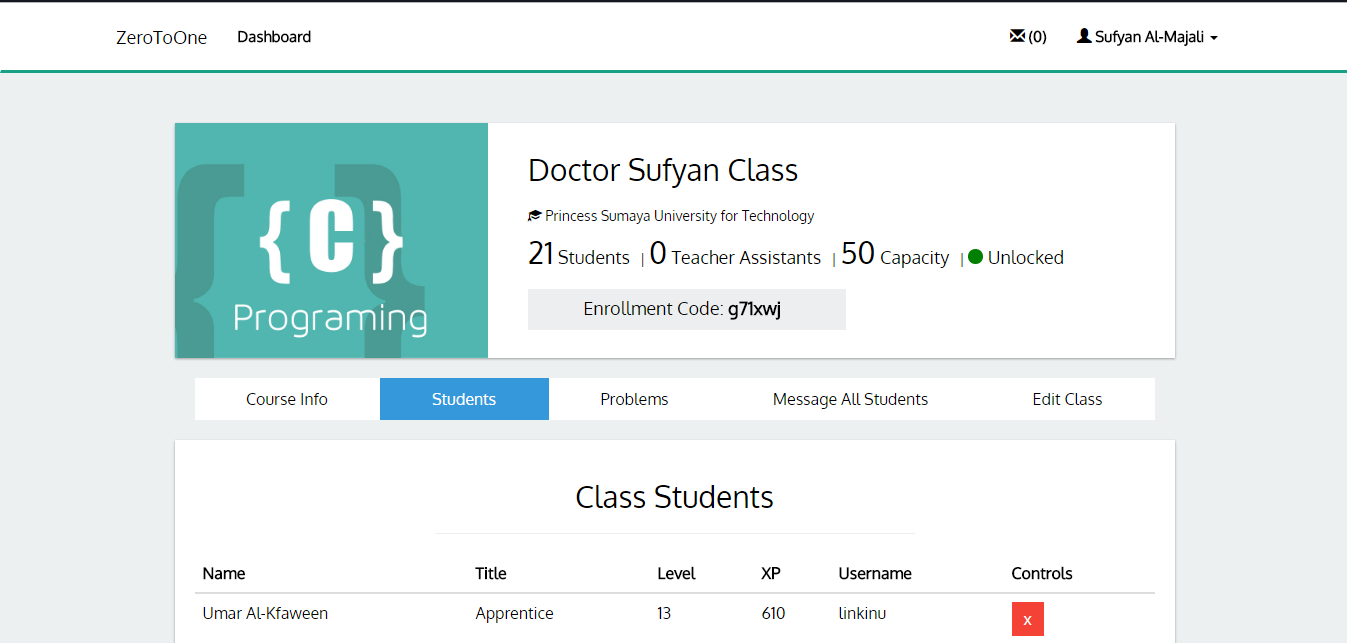 ZeroToOne Dashboard (0) Sufyan Al-Majali
{C}
Programing
Doctor Sufyan Class
Princess Sumaya University for Technology
21 Students | 0 Teacher Assistants | 50 Capacity | Unlocked
Enrollment Code: g71xwj
Course Info Students Problems Message All Students Edit Class
Class Students
Name Title Level XP Username Controls
Umar Al-Kfaween Apprentice 13 610 linkinu x